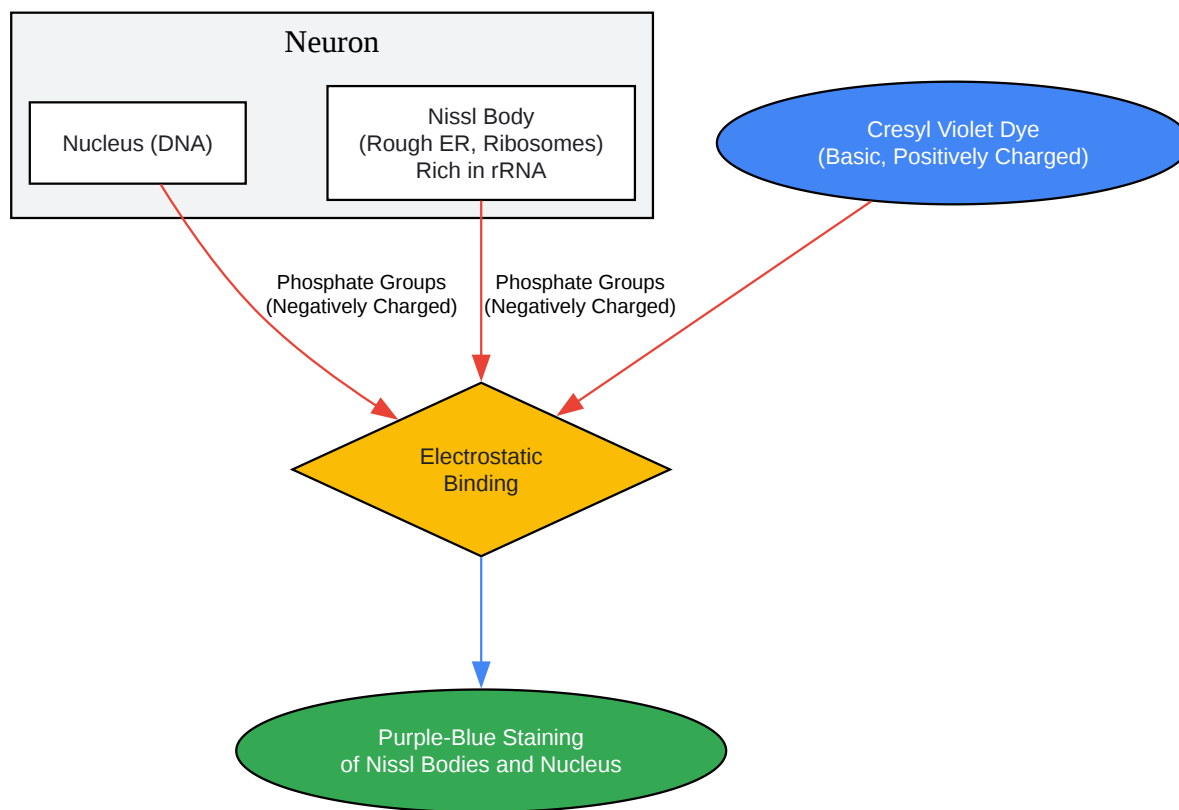 Neuron
Nucleus (DNA)
Nissl Body
(Rough ER, Ribosomes)
Rich in rRNA
Cresyl Violet Dye
(Basic, Positively Charged)
Phosphate Groups
(Negatively Charged)
Phosphate Groups
(Negatively Charged)
Electrostatic
Binding
Purple-Blue Staining
of Nissl Bodies and Nucleus